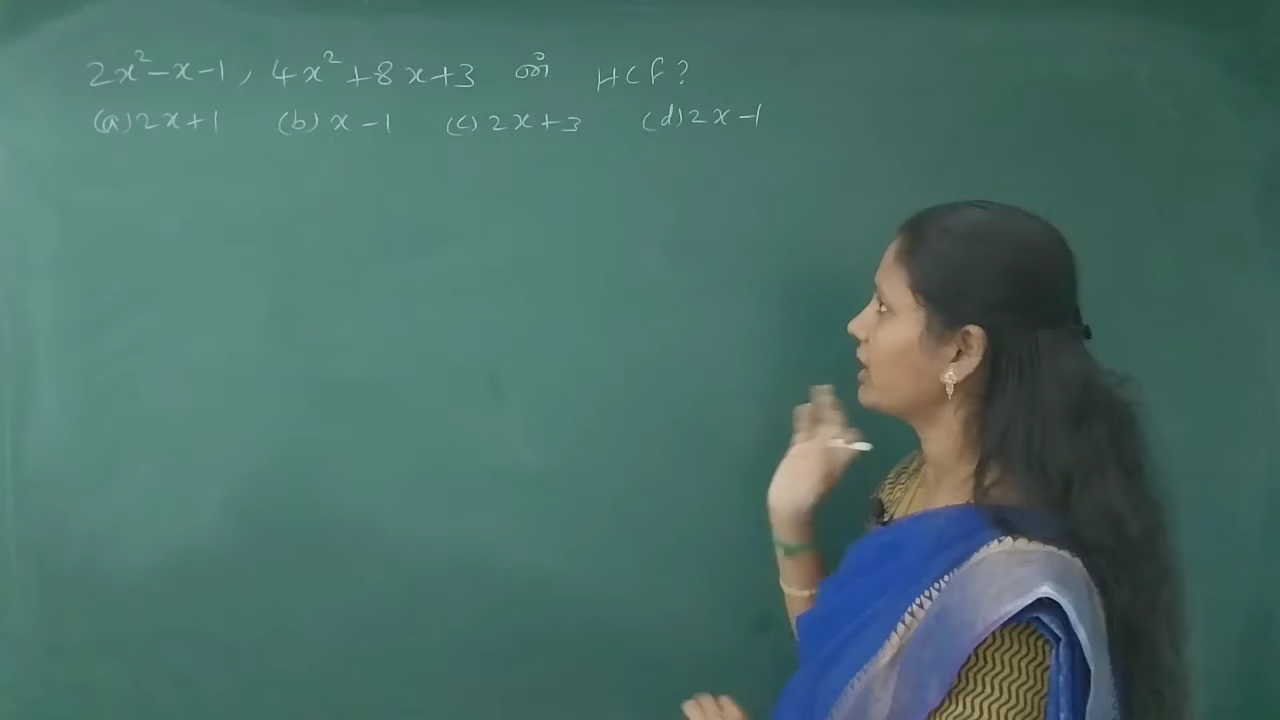 2x²-x-1, 4x²+8x+3 ன் HCF?
(a) 2x+1 (b) x-1 (c) 2x+3 (d) 2x-1